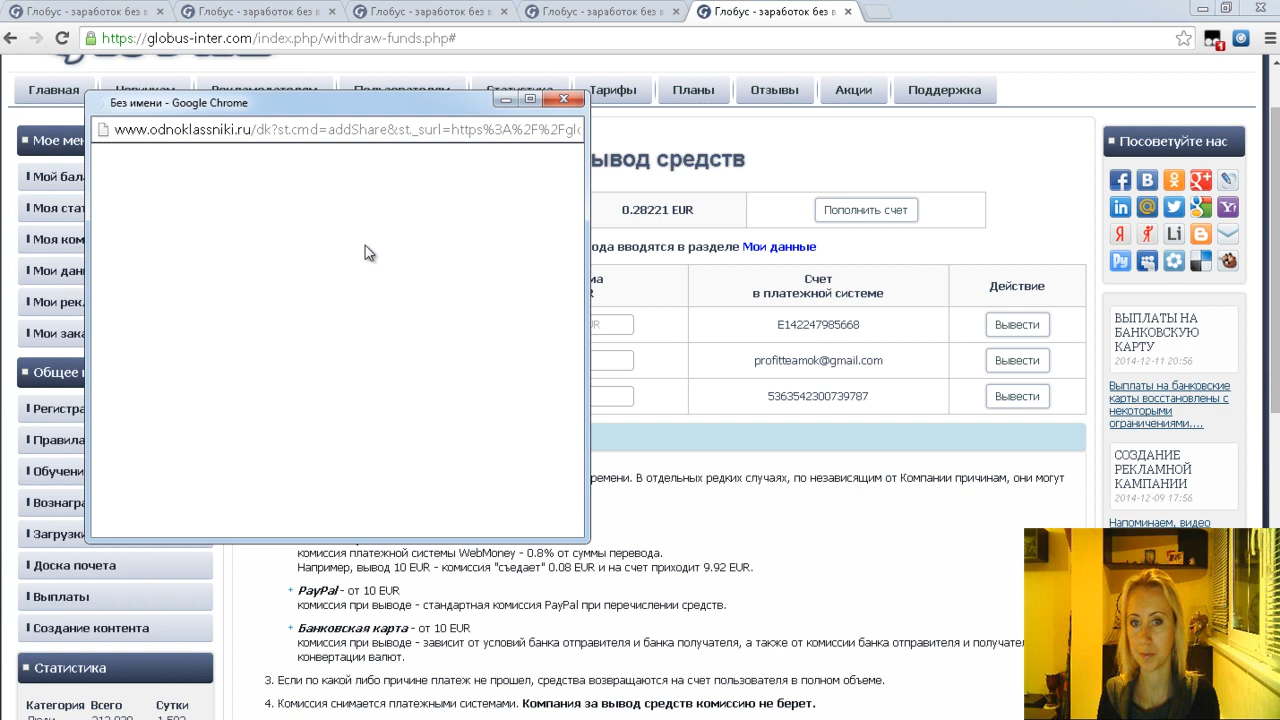 Глобус - заработок без в
Глобус - заработок без в
Глобус - заработок без в
Глобус - заработок без в
Глобус - заработок без в
https://globus-inter.com/index.php/withdraw-funds.php#
Главная
Тарифы
Планы
Отзывы
Акции
Поддержка
Без имени - Google Chrome
www.odnoklassniki.ru/dk?st.cmd=addShare&st._surl=https%3A%2F%2Fglo
Мое мен
Мой бал
Моя стат
Моя ком
Мои дан
Мои рек
Мои зака
Общее
Регистра
Правила
Обучени
Вознагра
Загрузки
Доска почета
Выплаты
Создание контента
Статистика
Категория Всего Сутки
ывод средств
0.28221 EUR
Пополнить счет
ода вводятся в разделе Мои данные
Счет
в платежной системе
Действие
E142247985668
Вывести
profitteamok@gmail.com
Вывести
5363542300739787
Вывести
ремени. В отдельных редких случаях, по независящим от Компании причинам, они могут
комиссия платежной системы WebMoney - 0.8% от суммы перевода.
Например, вывод 10 EUR - комиссия "съедает" 0.08 EUR и на счет приходит 9.92 EUR.
PayPal - от 10 EUR
комиссия при выводе - стандартная комиссия PayPal при перечислении средств.
Банковская карта - от 10 EUR
комиссия при выводе - зависит от условий банка отправителя и банка получателя, а также от комиссии банка отправителя и получател
конвертации валют.
3. Если по какой либо причине платеж не прошел, средства возвращаются на счет пользователя в полном объеме.
4. Комиссия снимается платежными системами. Компания за вывод средств комиссию не берет.
Посоветуйте нас
ВЫПЛАТЫ НА
БАНКОВСКУЮ
КАРТУ
2014-12-11 20:56
Выплаты на банковские
карты восстановлены с
некоторыми
ограничениями....
СОЗДАНИЕ
РЕКЛАМНОЙ
КАМПАНИИ
2014-12-09 17:56
Напоминаем, видео